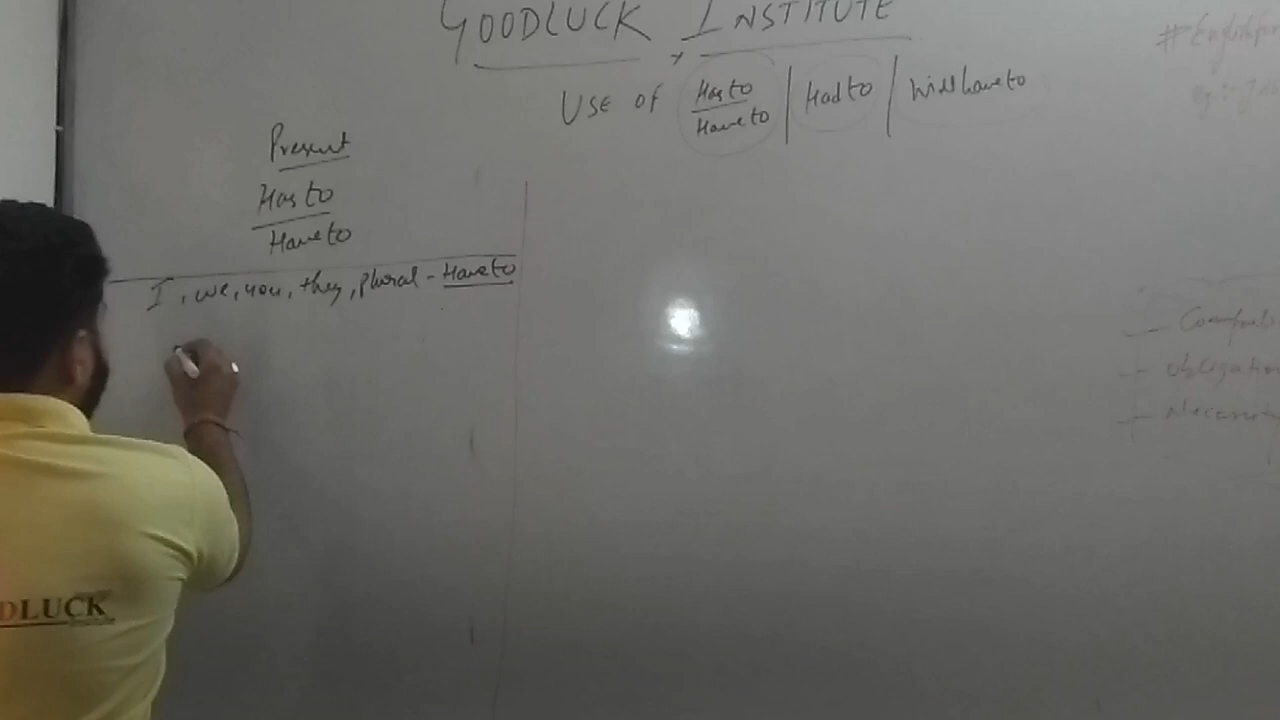 GOODLUCK INSTITUTE
Use of Has to / Have to | Had to | Will have to
Present
Has to
Have to
I, we, you, they, plural - Have to
DLUCK